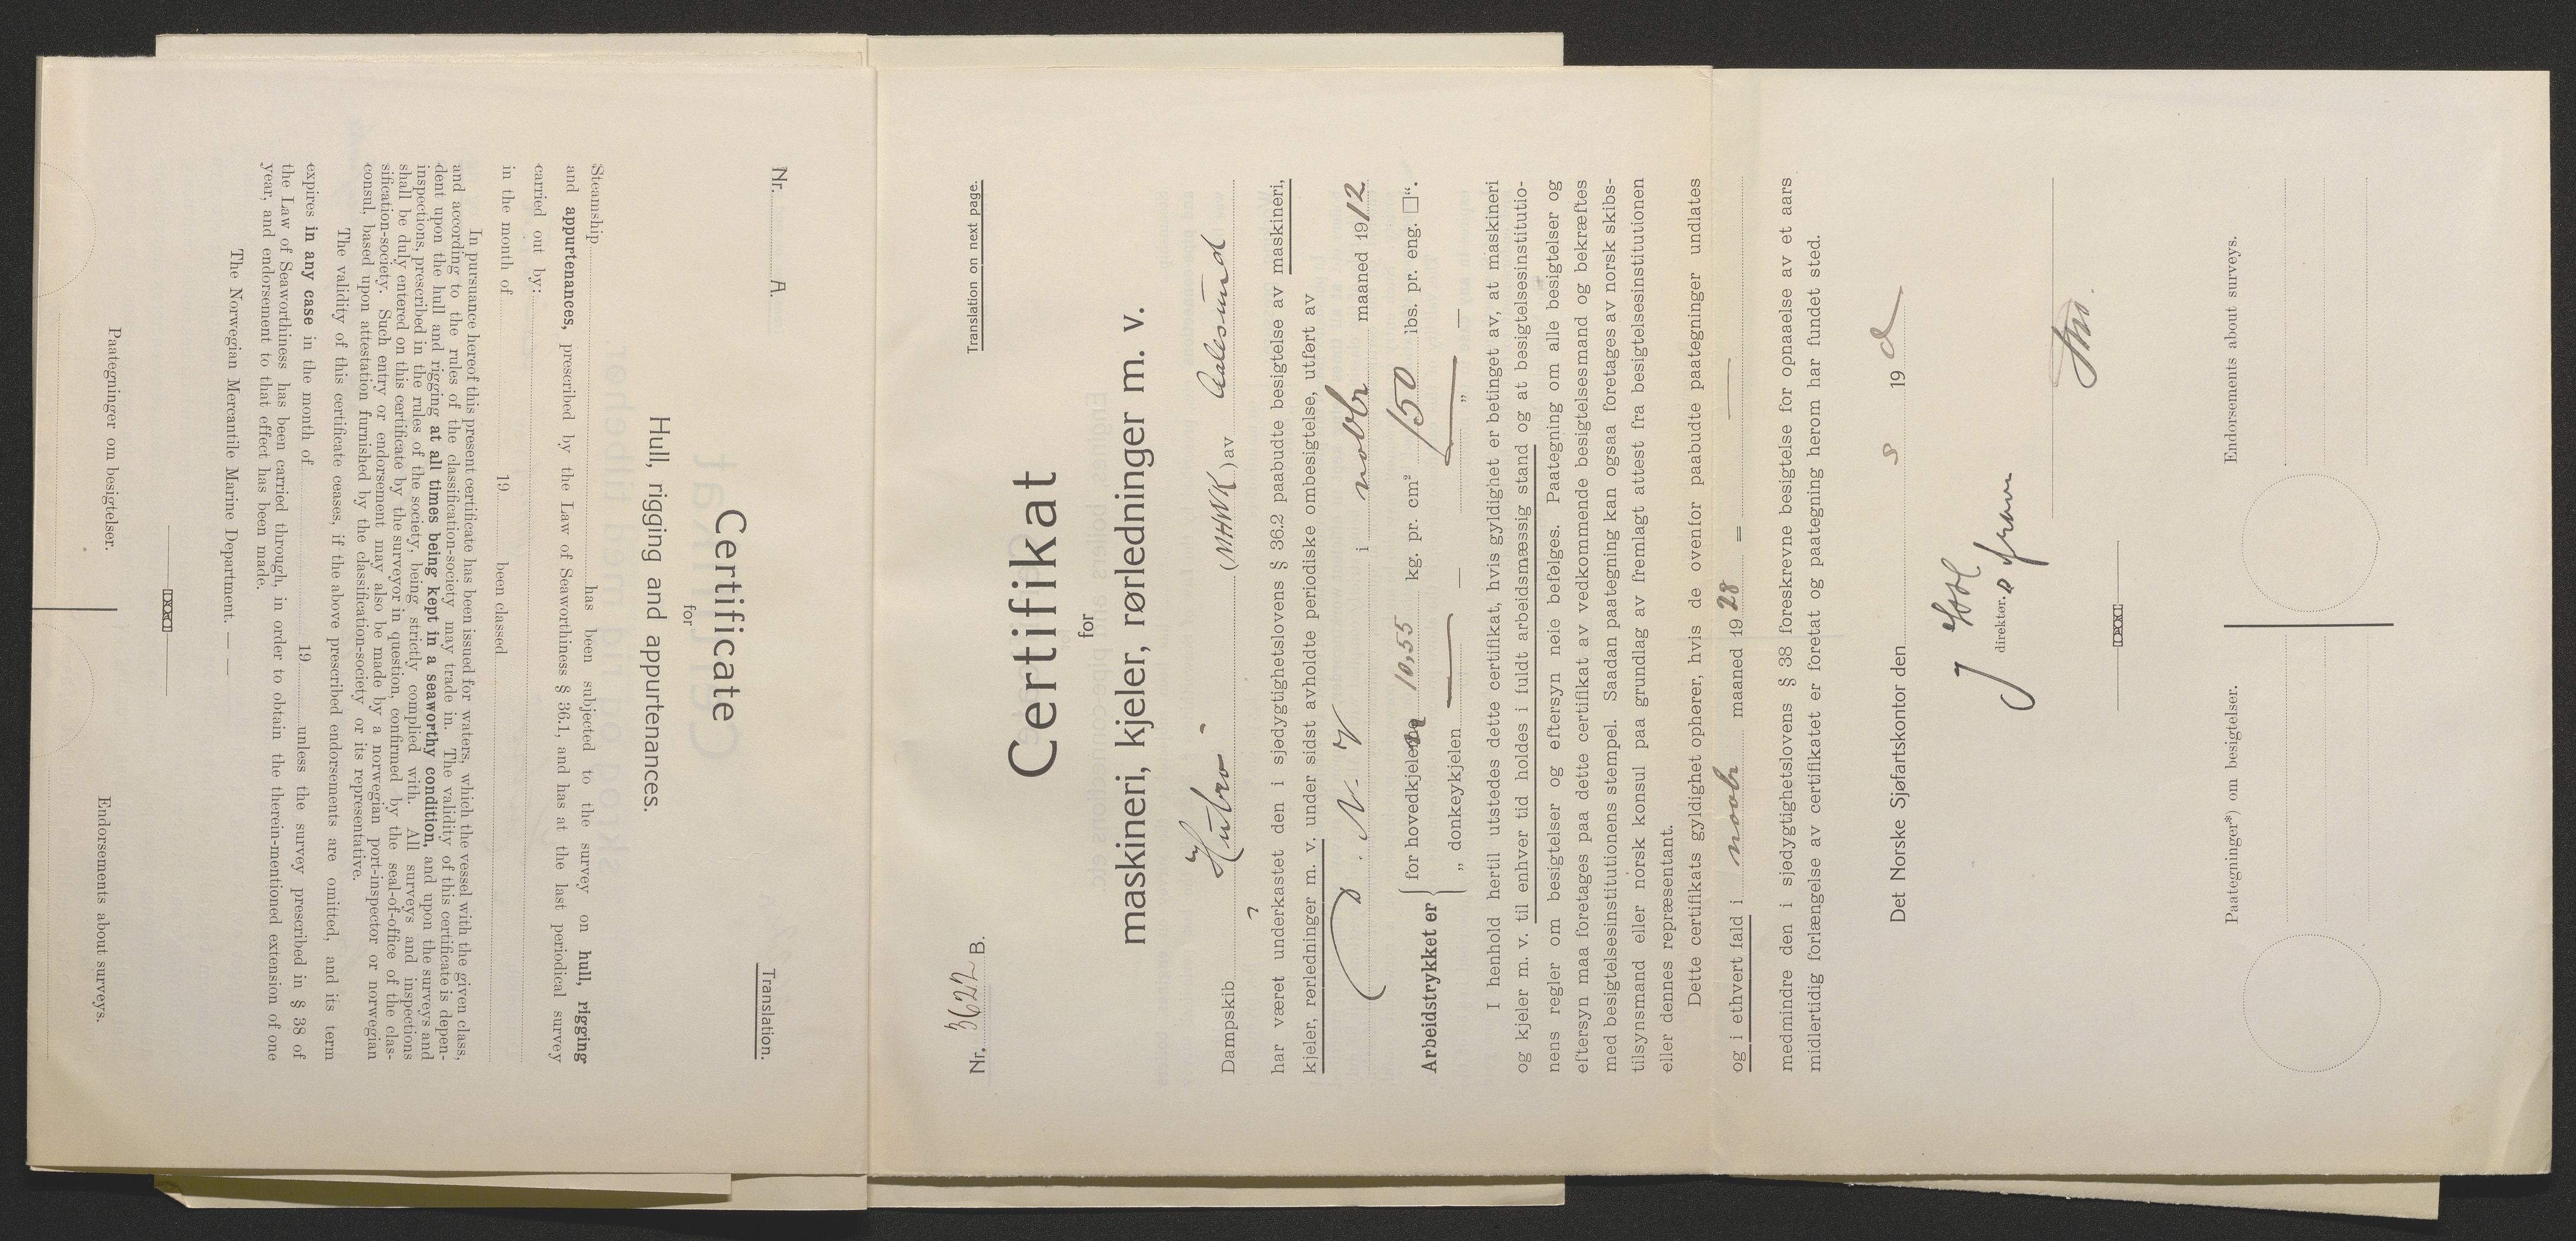 Nr. A.
Translation.
Certificate
for
Hull, rigging and appurtenances.
Steamship has been subjected to the survey on hull, rigging
and appurtenances, prescribed by the Law of Seaworthiness § 36.1, and has at the last periodical survey
carried out by:
in the month of 19 been classed
In pursuance hereof this present certificate has been issued for waters, which the vessel with the given class,
and according to the rules of the classification-society may trade in. The validity of this certificate is depen-
dent upon the hull and rigging at all times being kept in a seaworthy condition, and upon the surveys and
inspections, prescribed in the rules of the society, being strictly complied with. All surveys and inspections
shall be duly entered on this certificate by the surveyor in question, confirmed by the seal-of-office of the clas-
sification-society. Such entry or endorsement may also be made by a norwegian port-inspector or norwegian
consul, based upon attestation furnished by the classification-society or its representative.
The validity of this certificate ceases, if the above prescribed endorsements are omitted, and its term
expires in any case in the month of 19 unless the survey prescribed in § 38 of
the Law of Seaworthiness has been carried through, in order to obtain the therein-mentioned extension of one
year, and endorsement to that effect has been made.
The Norwegian Mercantile Marine Department. — —
Paategninger om besigtelser. Endorsements about surveys.
Nr. 3622 B. Translation on next page.
Certifikat
for
maskineri, kjeler, rørledninger m. v.
Dampskib Hubro (MHWK) av Aalesund
har været underkastet den i sjødygtighetslovens § 36.2 paabudte besigtelse av maskineri,
kjeler, rørledninger m. v. under sidst avholdte periodiske ombesigtelse, utført av
D. N. V i novbr maaned 1912
Arbeidstrykket er { for hovedkjelen 10,55 kg. pr. cm² 150 ibs. pr. eng. □“.
„ donkeykjelen — „ —
I henhold hertil utstedes dette certifikat, hvis gyldighet er betinget av, at maskineri
og kjeler m. v. til enhver tid holdes i fuldt arbeidsmæssig stand og at besigtelsesinstitutio-
nens regler om besigtelser og eftersyn nøie befølges. Paategning om alle besigtelser og
eftersyn maa foretages paa dette certifikat av vedkommende besigtelsesmand og bekræftes
med besigtelsesinstitutionens stempel. Saadan paategning kan ogsaa foretages av norsk skibs-
tilsynsmand eller norsk konsul paa grundlag av fremlagt attest fra besigtelsesinstitutionen
eller dennes repræsentant.
Dette certifikats gyldighet ophører, hvis de ovenfor paabudte paategninger undlates
og i ethvert fald i novbr maaned 1928 =
medmindre den i sjødygtighetslovens § 38 foreskrevne besigtelse for opnaaelse av et aars
midlertidig forlængelse av certifikatet er foretat og paategning herom har fundet sted.
Det Norske Sjøfartskontor den 19
direktør.
Paategninger*) om besigtelser. Endorsements about surveys.